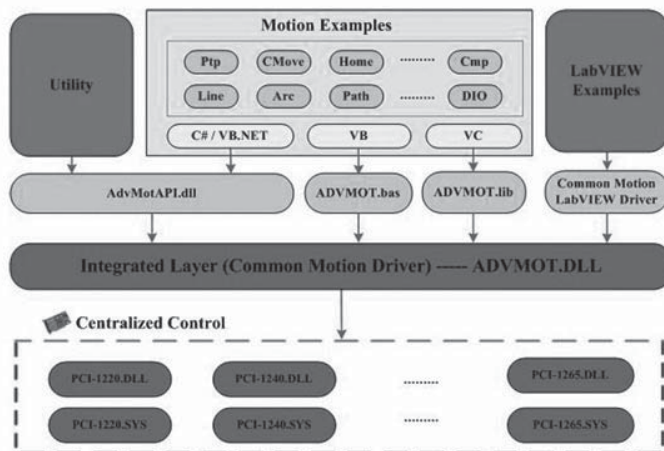 Motion Examples
Utility
Ptp CMove Home ......... Cmp
Line Arc Path ......... DIO
LabVIEW
Examples
C# / VB.NET VB VC
AdvMotAPI.dll ADVMOT.bas ADVMOT.lib
Common Motion
LabVIEW Driver
Integrated Layer (Common Motion Driver) ----- ADVMOT.DLL
Centralized Control
PCI-1220.DLL PCI-1240.DLL ......... PCI-1265.DLL
PCI-1220.SYS PCI-1240.SYS ......... PCI-1265.SYS